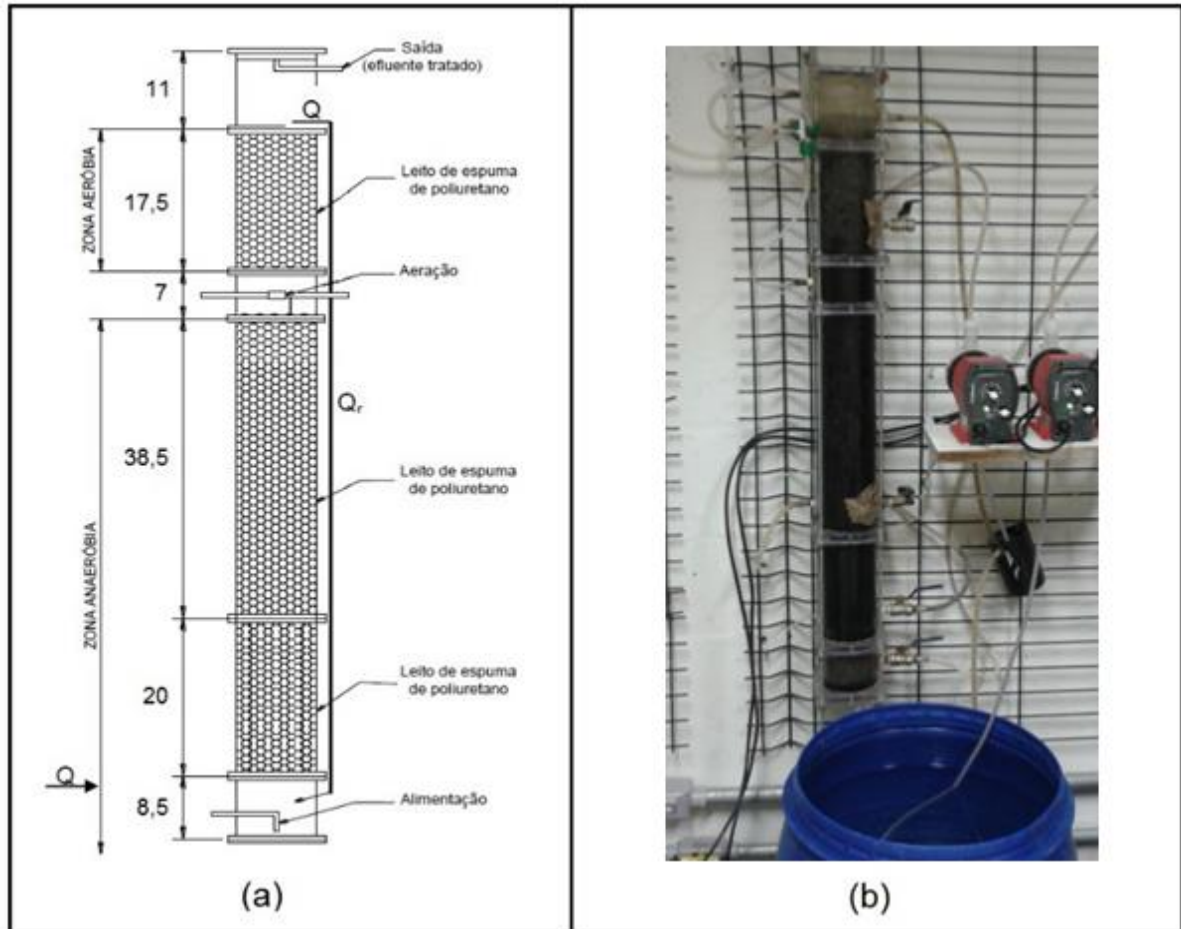 Saída
(efluente tratado)
11
Q
ZONA AERÓBIA
17,5
Leito de espuma
de poliuretano
Aeração
7
Qr
38,5
Leito de espuma
de poliuretano
ZONA ANAERÓBIA
20
Leito de espuma
de poliuretano
Q
8,5
Alimentação
(a)
(b)